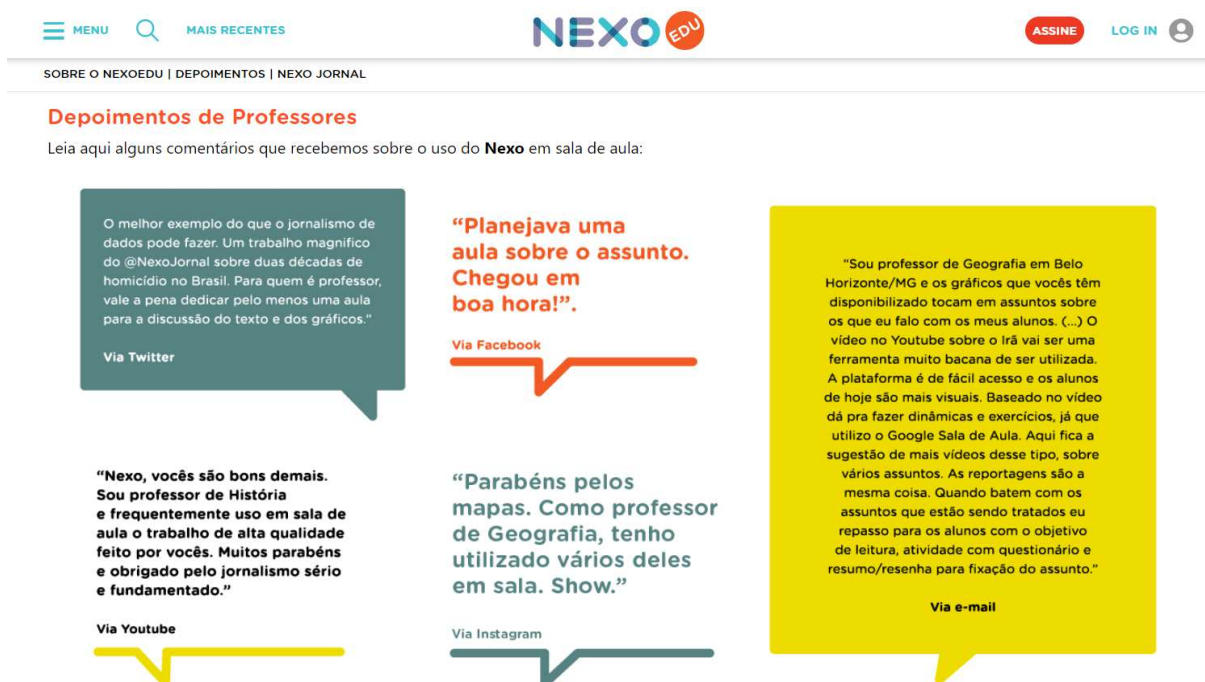 MENU
MAIS RECENTES
NEXO EDU
ASSINE
LOG IN
SOBRE O NEXOEDU | DEPOIMENTOS | NEXO JORNAL
Depoimentos de Professores
Leia aqui alguns comentários que recebemos sobre o uso do Nexo em sala de aula:
O melhor exemplo do que o jornalismo de
dados pode fazer. Um trabalho magnifico
do @NexoJornal sobre duas décadas de
homicídio no Brasil. Para quem é professor,
vale a pena dedicar pelo menos uma aula
para a discussão do texto e dos gráficos."
Via Twitter
“Planejava uma
aula sobre o assunto.
Chegou em
boa hora!”.
Via Facebook
"Sou professor de Geografia em Belo
Horizonte/MG e os gráficos que vocês têm
disponibilizado tocam em assuntos sobre
os que eu falo com os meus alunos. (...) O
vídeo no Youtube sobre o Irã vai ser uma
ferramenta muito bacana de ser utilizada.
A plataforma é de fácil acesso e os alunos
de hoje são mais visuais. Baseado no vídeo
dá pra fazer dinâmicas e exercícios, já que
utilizo o Google Sala de Aula. Aqui fica a
sugestão de mais vídeos desse tipo, sobre
vários assuntos. As reportagens são a
mesma coisa. Quando batem com os
assuntos que estão sendo tratados eu
repasso para os alunos com o objetivo
de leitura, atividade com questionário e
resumo/resenha para fixação do assunto."
Via e-mail
“Nexo, vocês são bons demais.
Sou professor de História
e frequentemente uso em sala de
aula o trabalho de alta qualidade
feito por vocês. Muitos parabéns
e obrigado pelo jornalismo sério
e fundamentado.”
Via Youtube
“Parabéns pelos
mapas. Como professor
de Geografia, tenho
utilizado vários deles
em sala. Show.”
Via Instagram